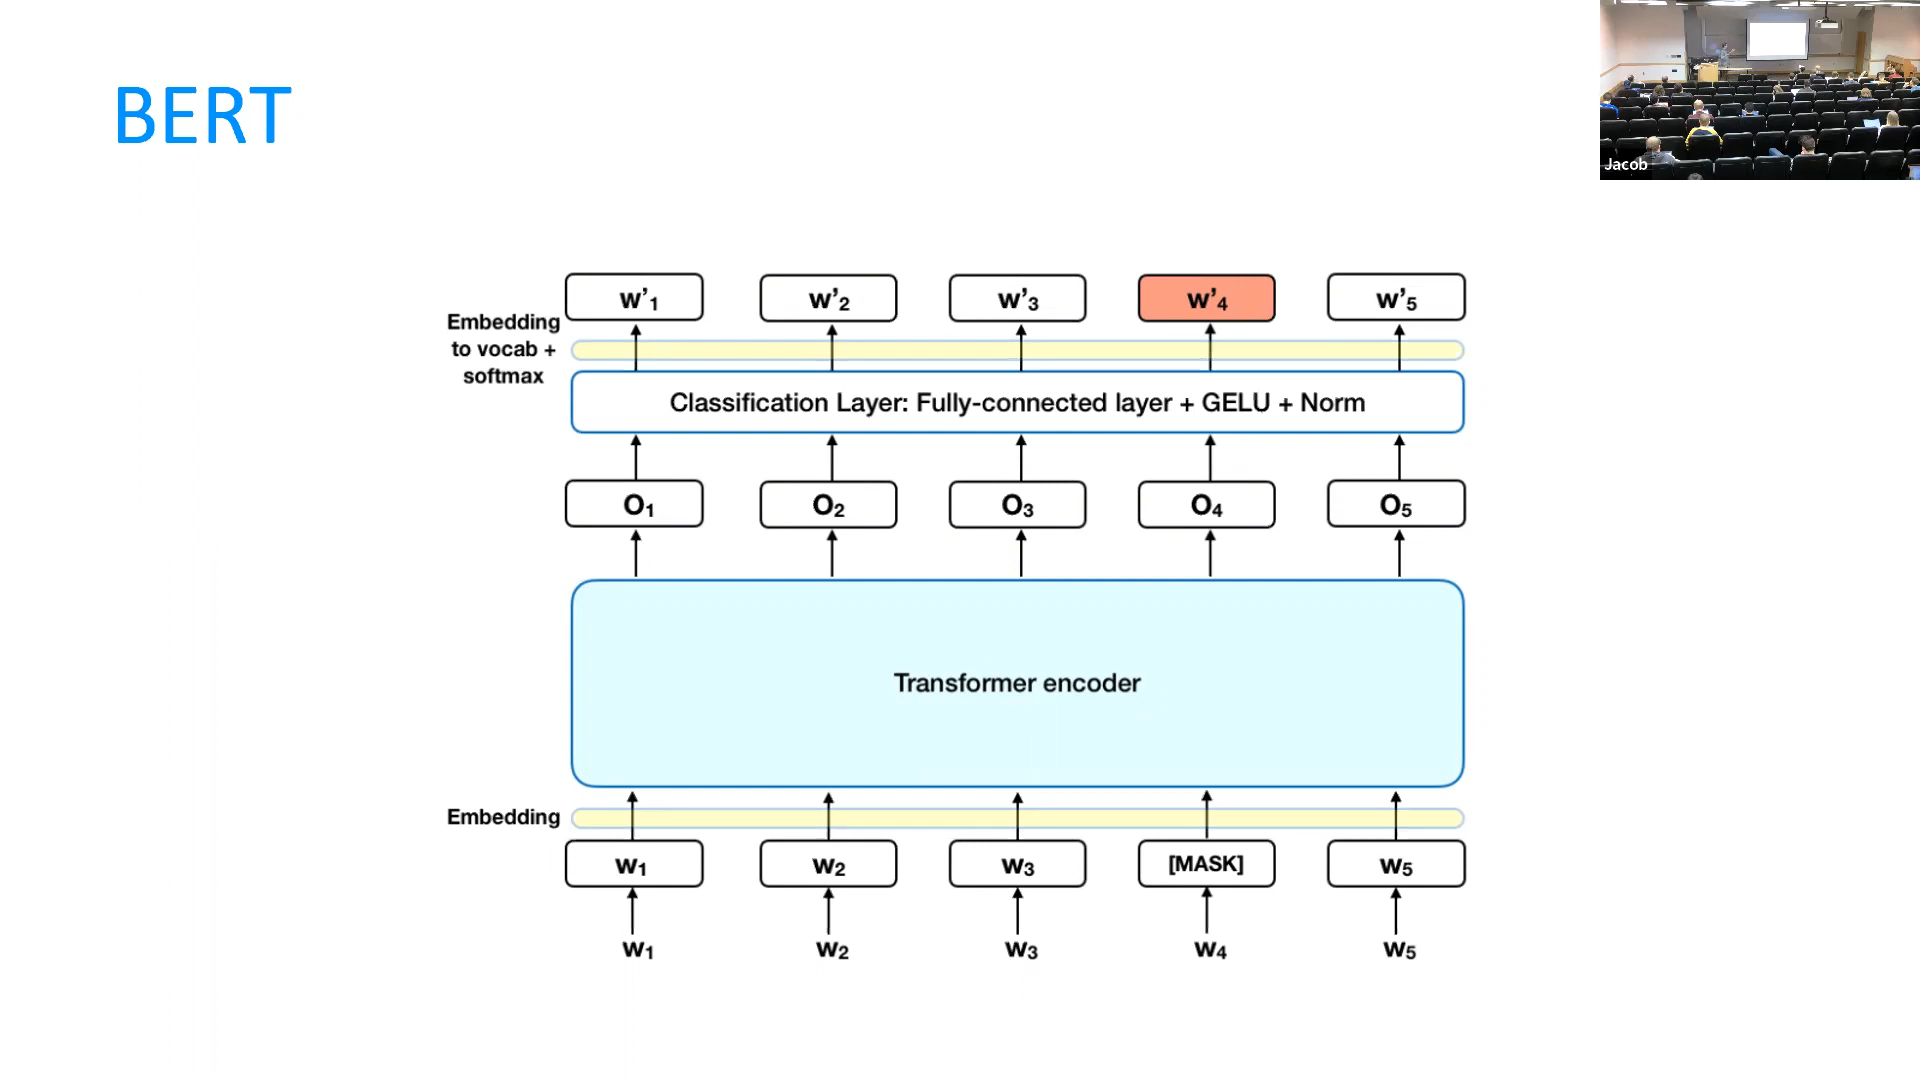 BERT
Jacob
w'1 w'2 w'3 w'4 w'5
Embedding
to vocab +
softmax
Classification Layer: Fully-connected layer + GELU + Norm
O1 O2 O3 O4 O5
Transformer encoder
Embedding
w1 w2 w3 [MASK] w5
w1 w2 w3 w4 w5